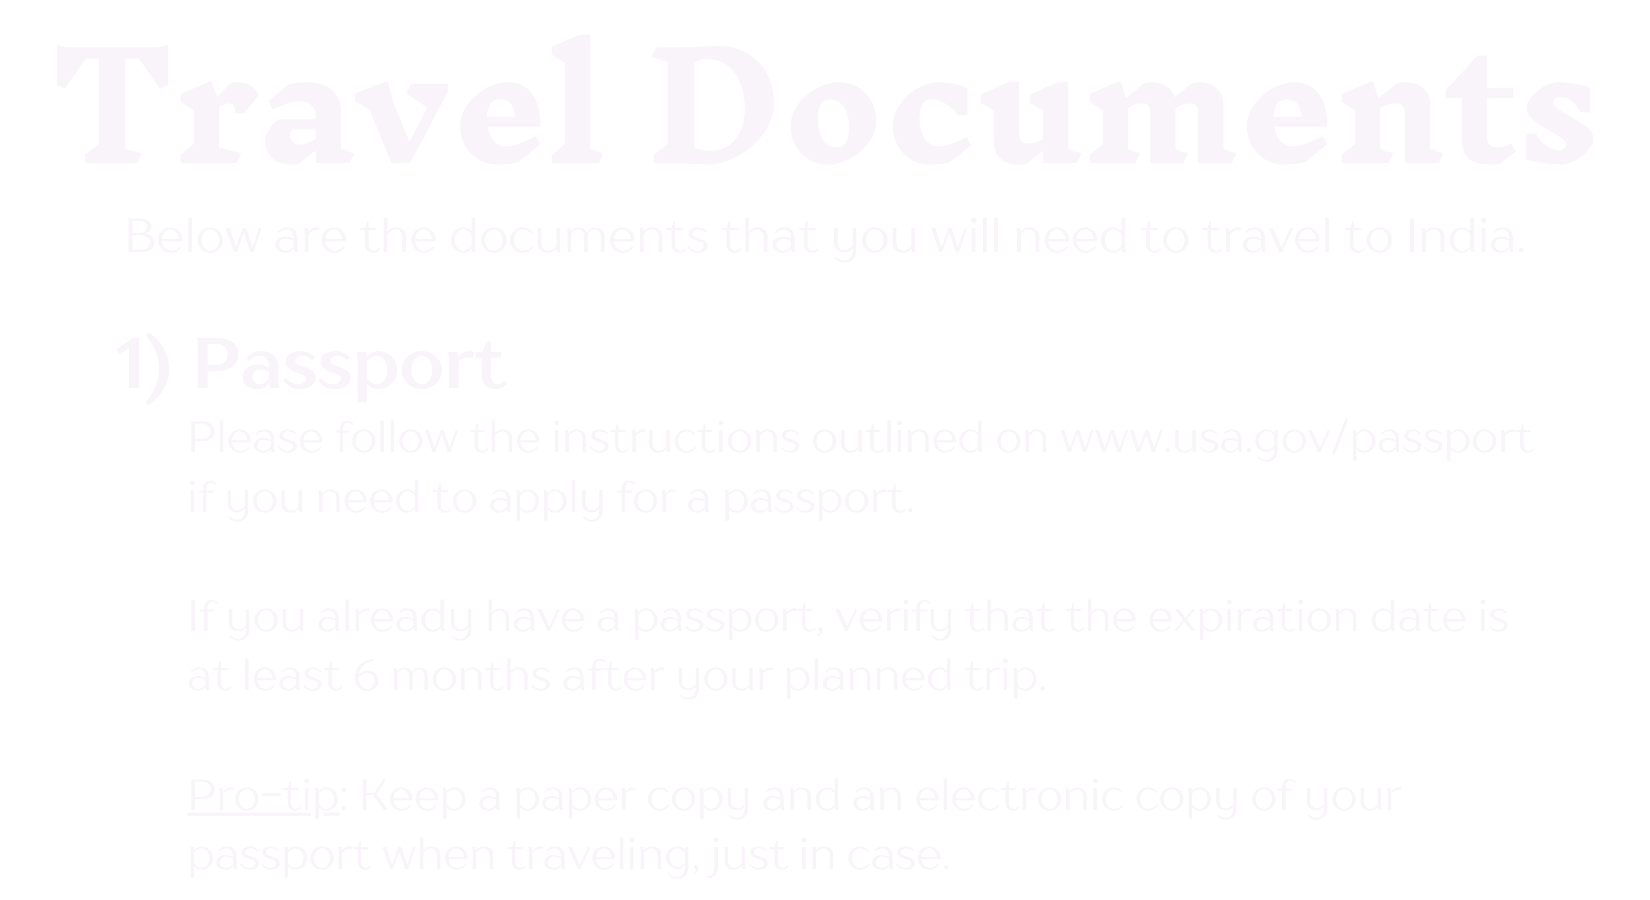 Travel Documents
Below are the documents that you will need to travel to India.
1) Passport
Please follow the instructions outlined on www.usa.gov/passport
if you need to apply for a passport.
If you already have a passport, verify that the expiration date is
at least 6 months after your planned trip.
Pro-tip: Keep a paper copy and an electronic copy of your
passport when traveling, just in case.